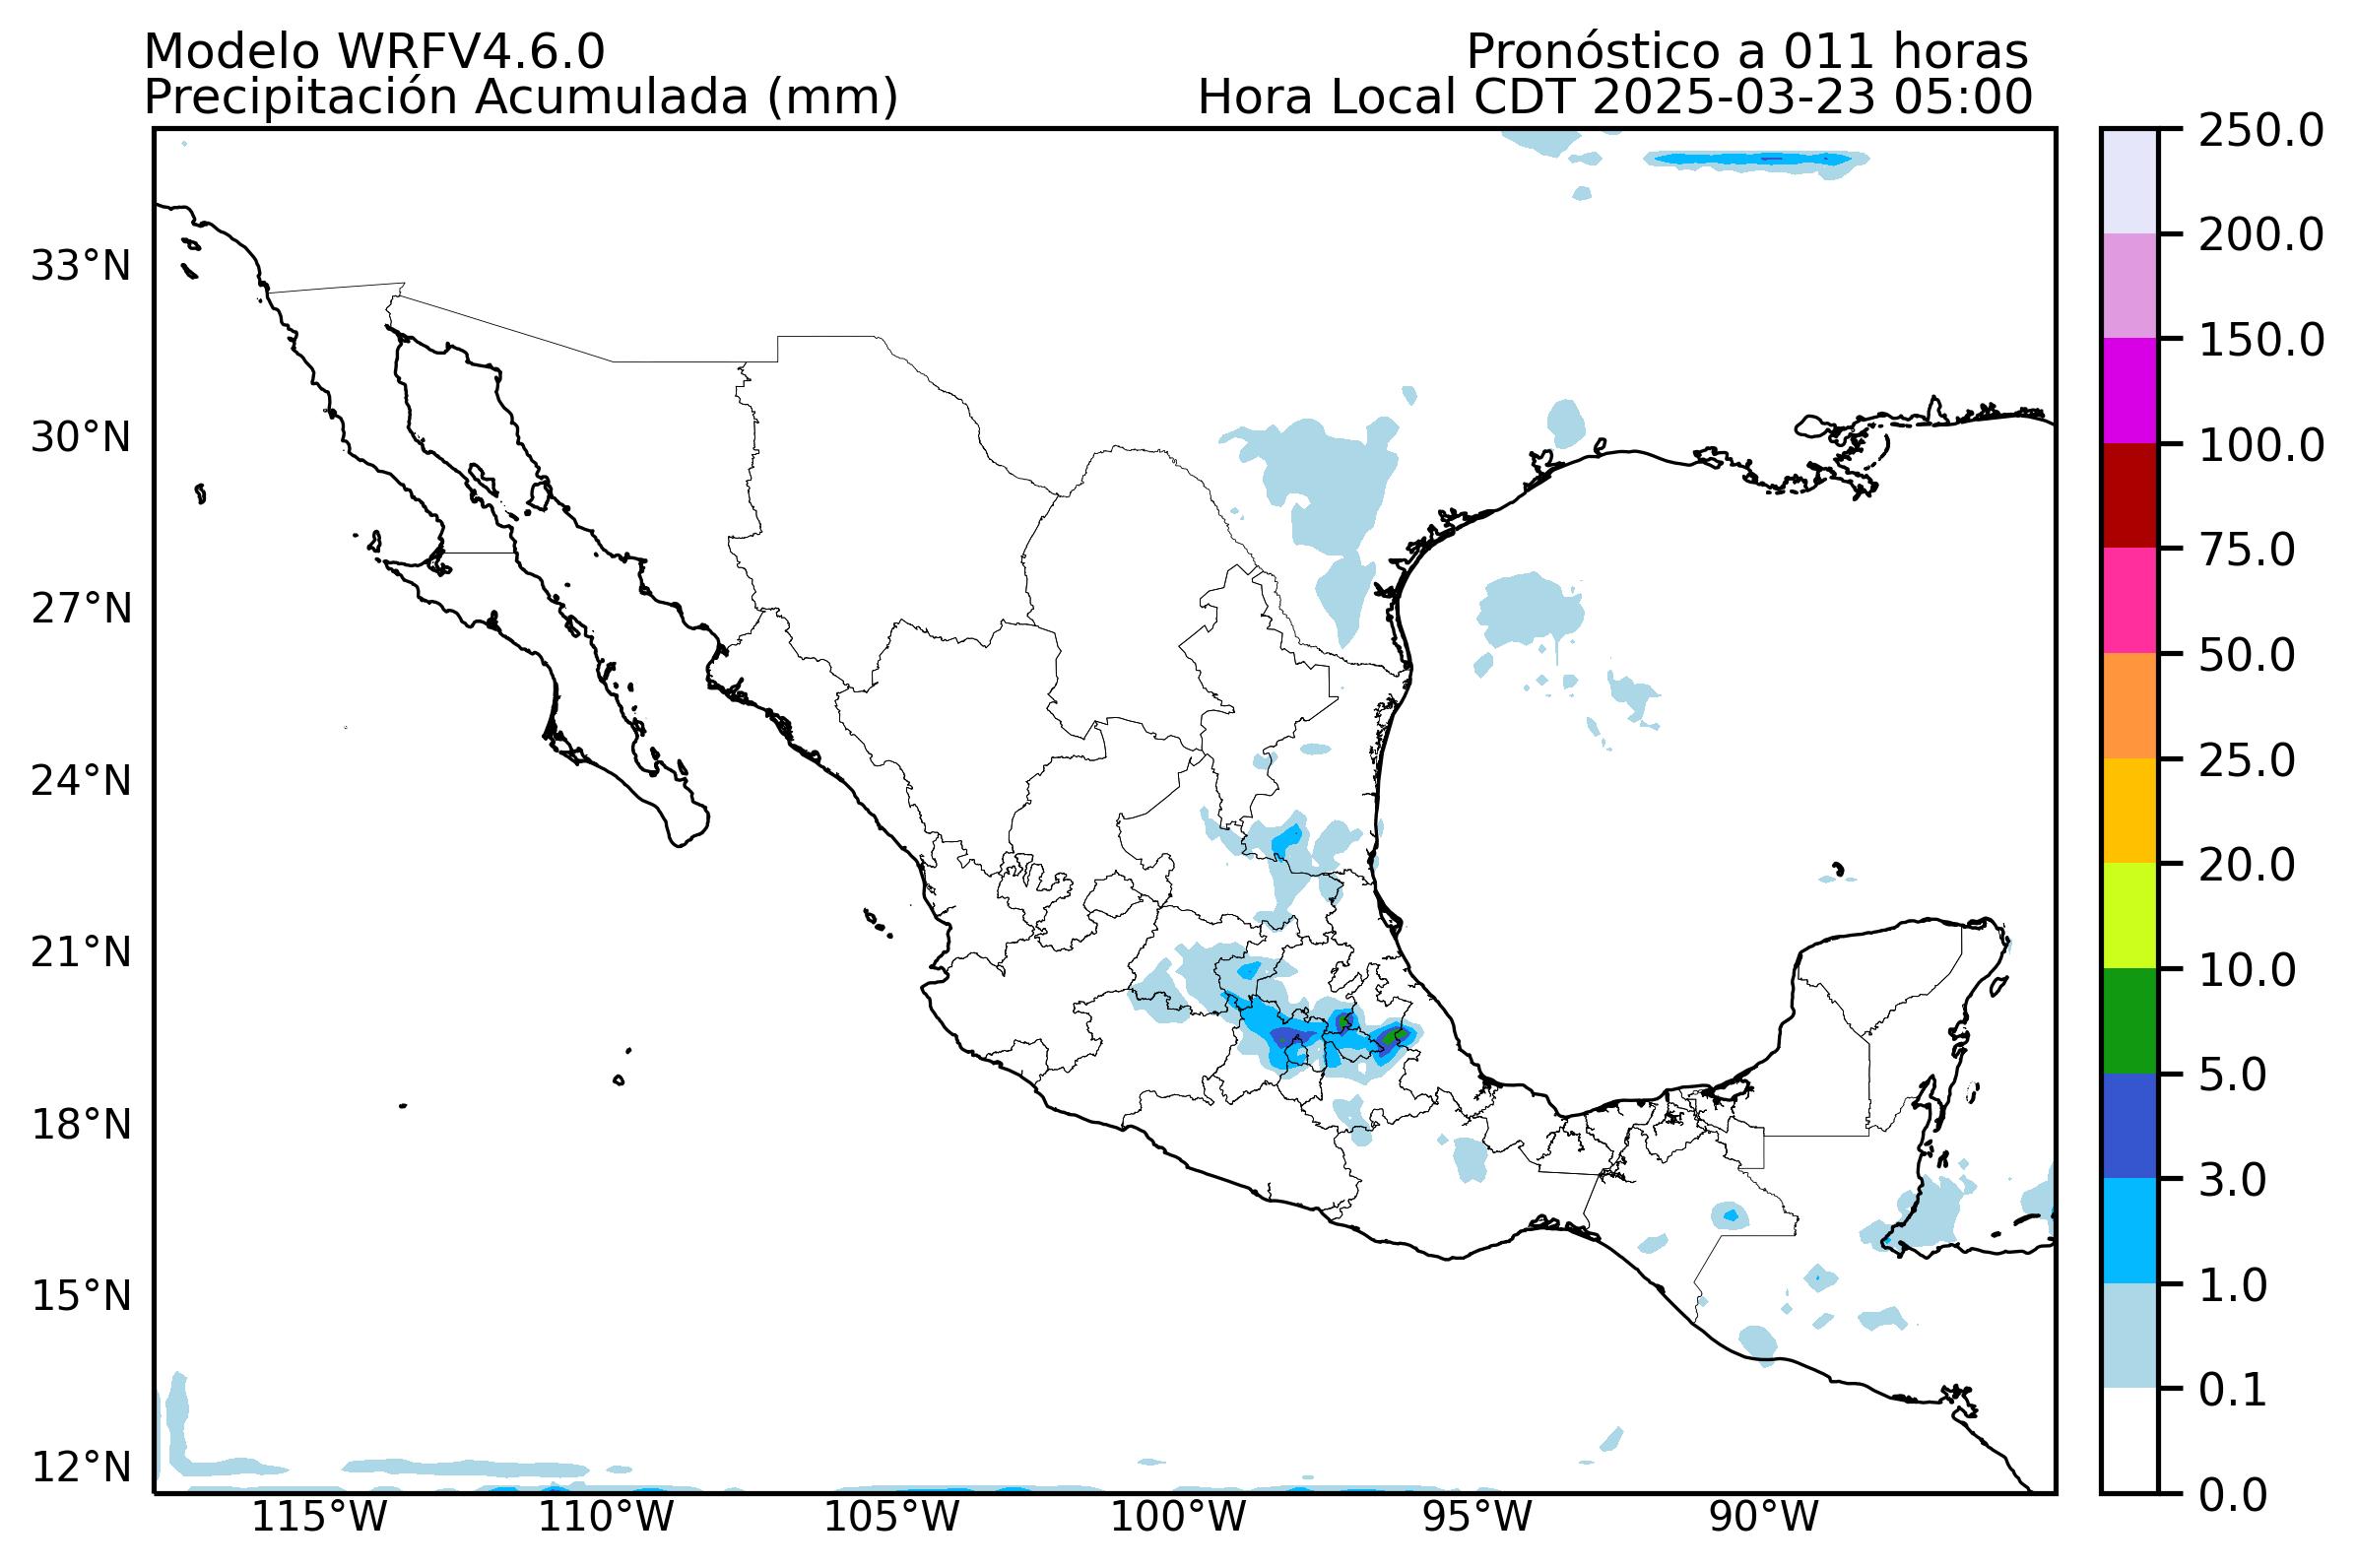 Modelo WRFV4.6.0
Pronóstico a 011 horas
Precipitación Acumulada (mm)
Hora Local CDT 2025-03-23 05:00
33°N
30°N
27°N
24°N
21°N
18°N
15°N
12°N
115°W
110°W
105°W
100°W
95°W
90°W
250.0
200.0
150.0
100.0
75.0
50.0
25.0
20.0
10.0
5.0
3.0
1.0
0.1
0.0